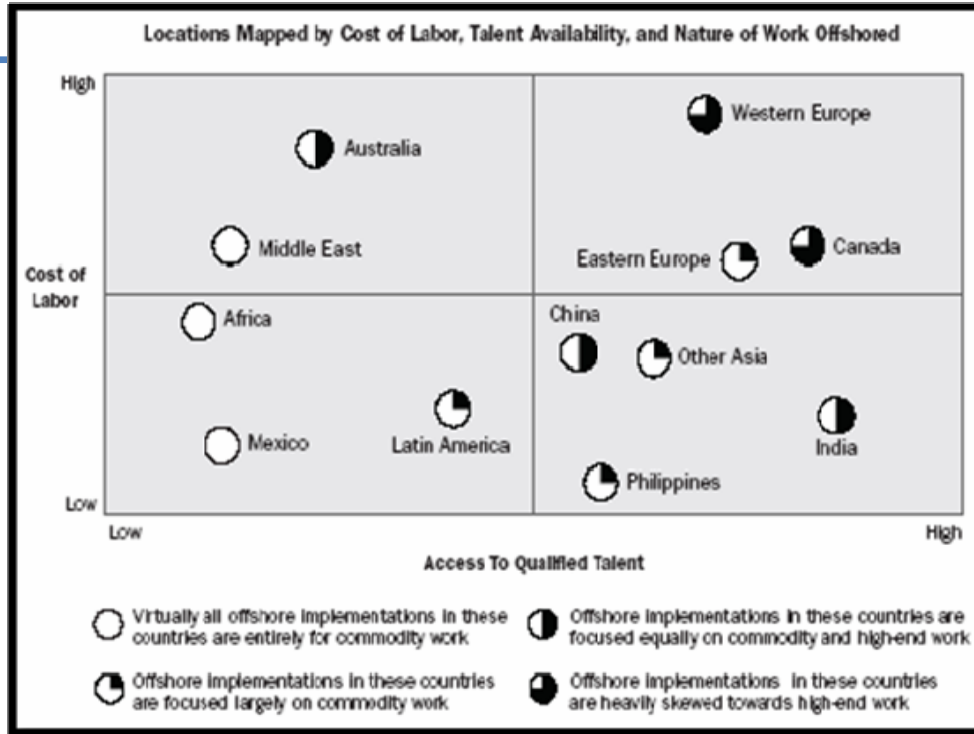 Locations Mapped by Cost of Labor, Talent Availability, and Nature of Work Offshored
High
Western Europe
Australia
Middle East
Eastern Europe
Canada
Cost of
Labor
Africa
China
Other Asia
Latin America
Mexico
India
Philippines
Low
Low
High
Access To Qualified Talent
Virtually all offshore implementations in these
countries are entirely for commodity work
Offshore implementations in these countries are
focused equally on commodity and high-end work
Offshore implementations in these countries
are focused largely on commodity work
Offshore implementations in these countries
are heavily skewed towards high-end work